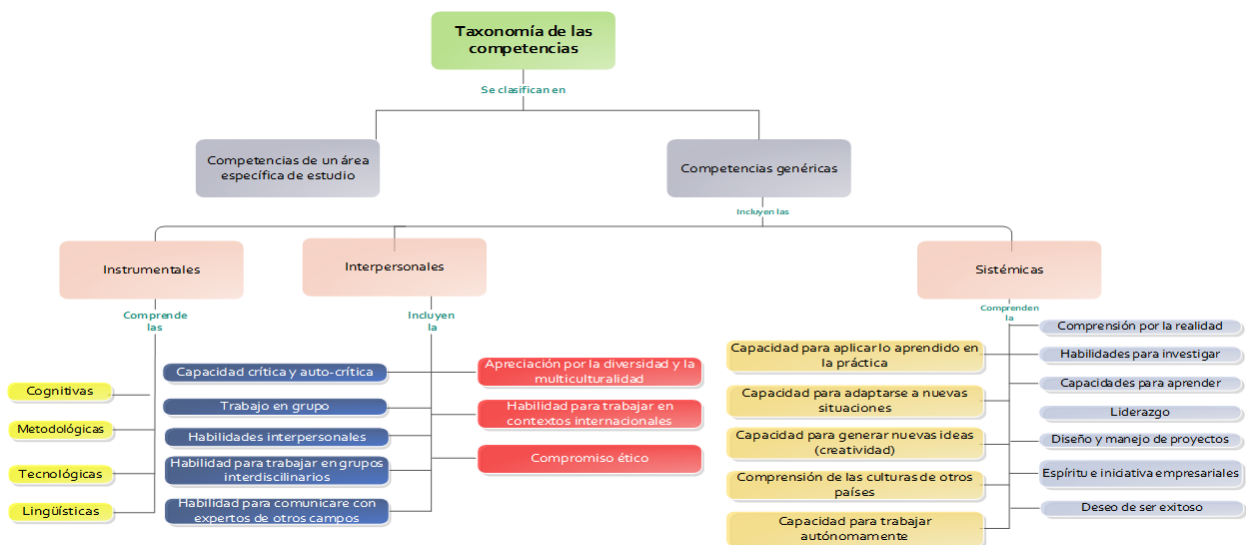 Taxonomía de las
competencias
Se clasifican en
Competencias de un área
específica de estudio
Competencias genéricas
Incluyen las
Instrumentales
Interpersonales
Sistémicas
Comprende
las
Cognitivas
Metodológicas
Tecnológicas
Lingüísticas
Incluyen
la
Capacidad crítica y auto-crítica
Trabajo en grupo
Habilidades interpersonales
Habilidad para trabajar en grupos
interdiscilinarios
Habilidad para comunicare con
expertos de otros campos
Apreciación por la diversidad y la
multiculturalidad
Habilidad para trabajar en
contextos internacionales
Compromiso ético
Comprenden
la
Capacidad para aplicar lo aprendido en
la práctica
Capacidad para adaptarse a nuevas
situaciones
Capacidad para generar nuevas ideas
(creatividad)
Comprensión de las culturas de otros
países
Capacidad para trabajar
autónomamente
Comprensión por la realidad
Habilidades para investigar
Capacidades para aprender
Liderazgo
Diseño y manejo de proyectos
Espíritu e iniciativa empresariales
Deseo de ser exitoso